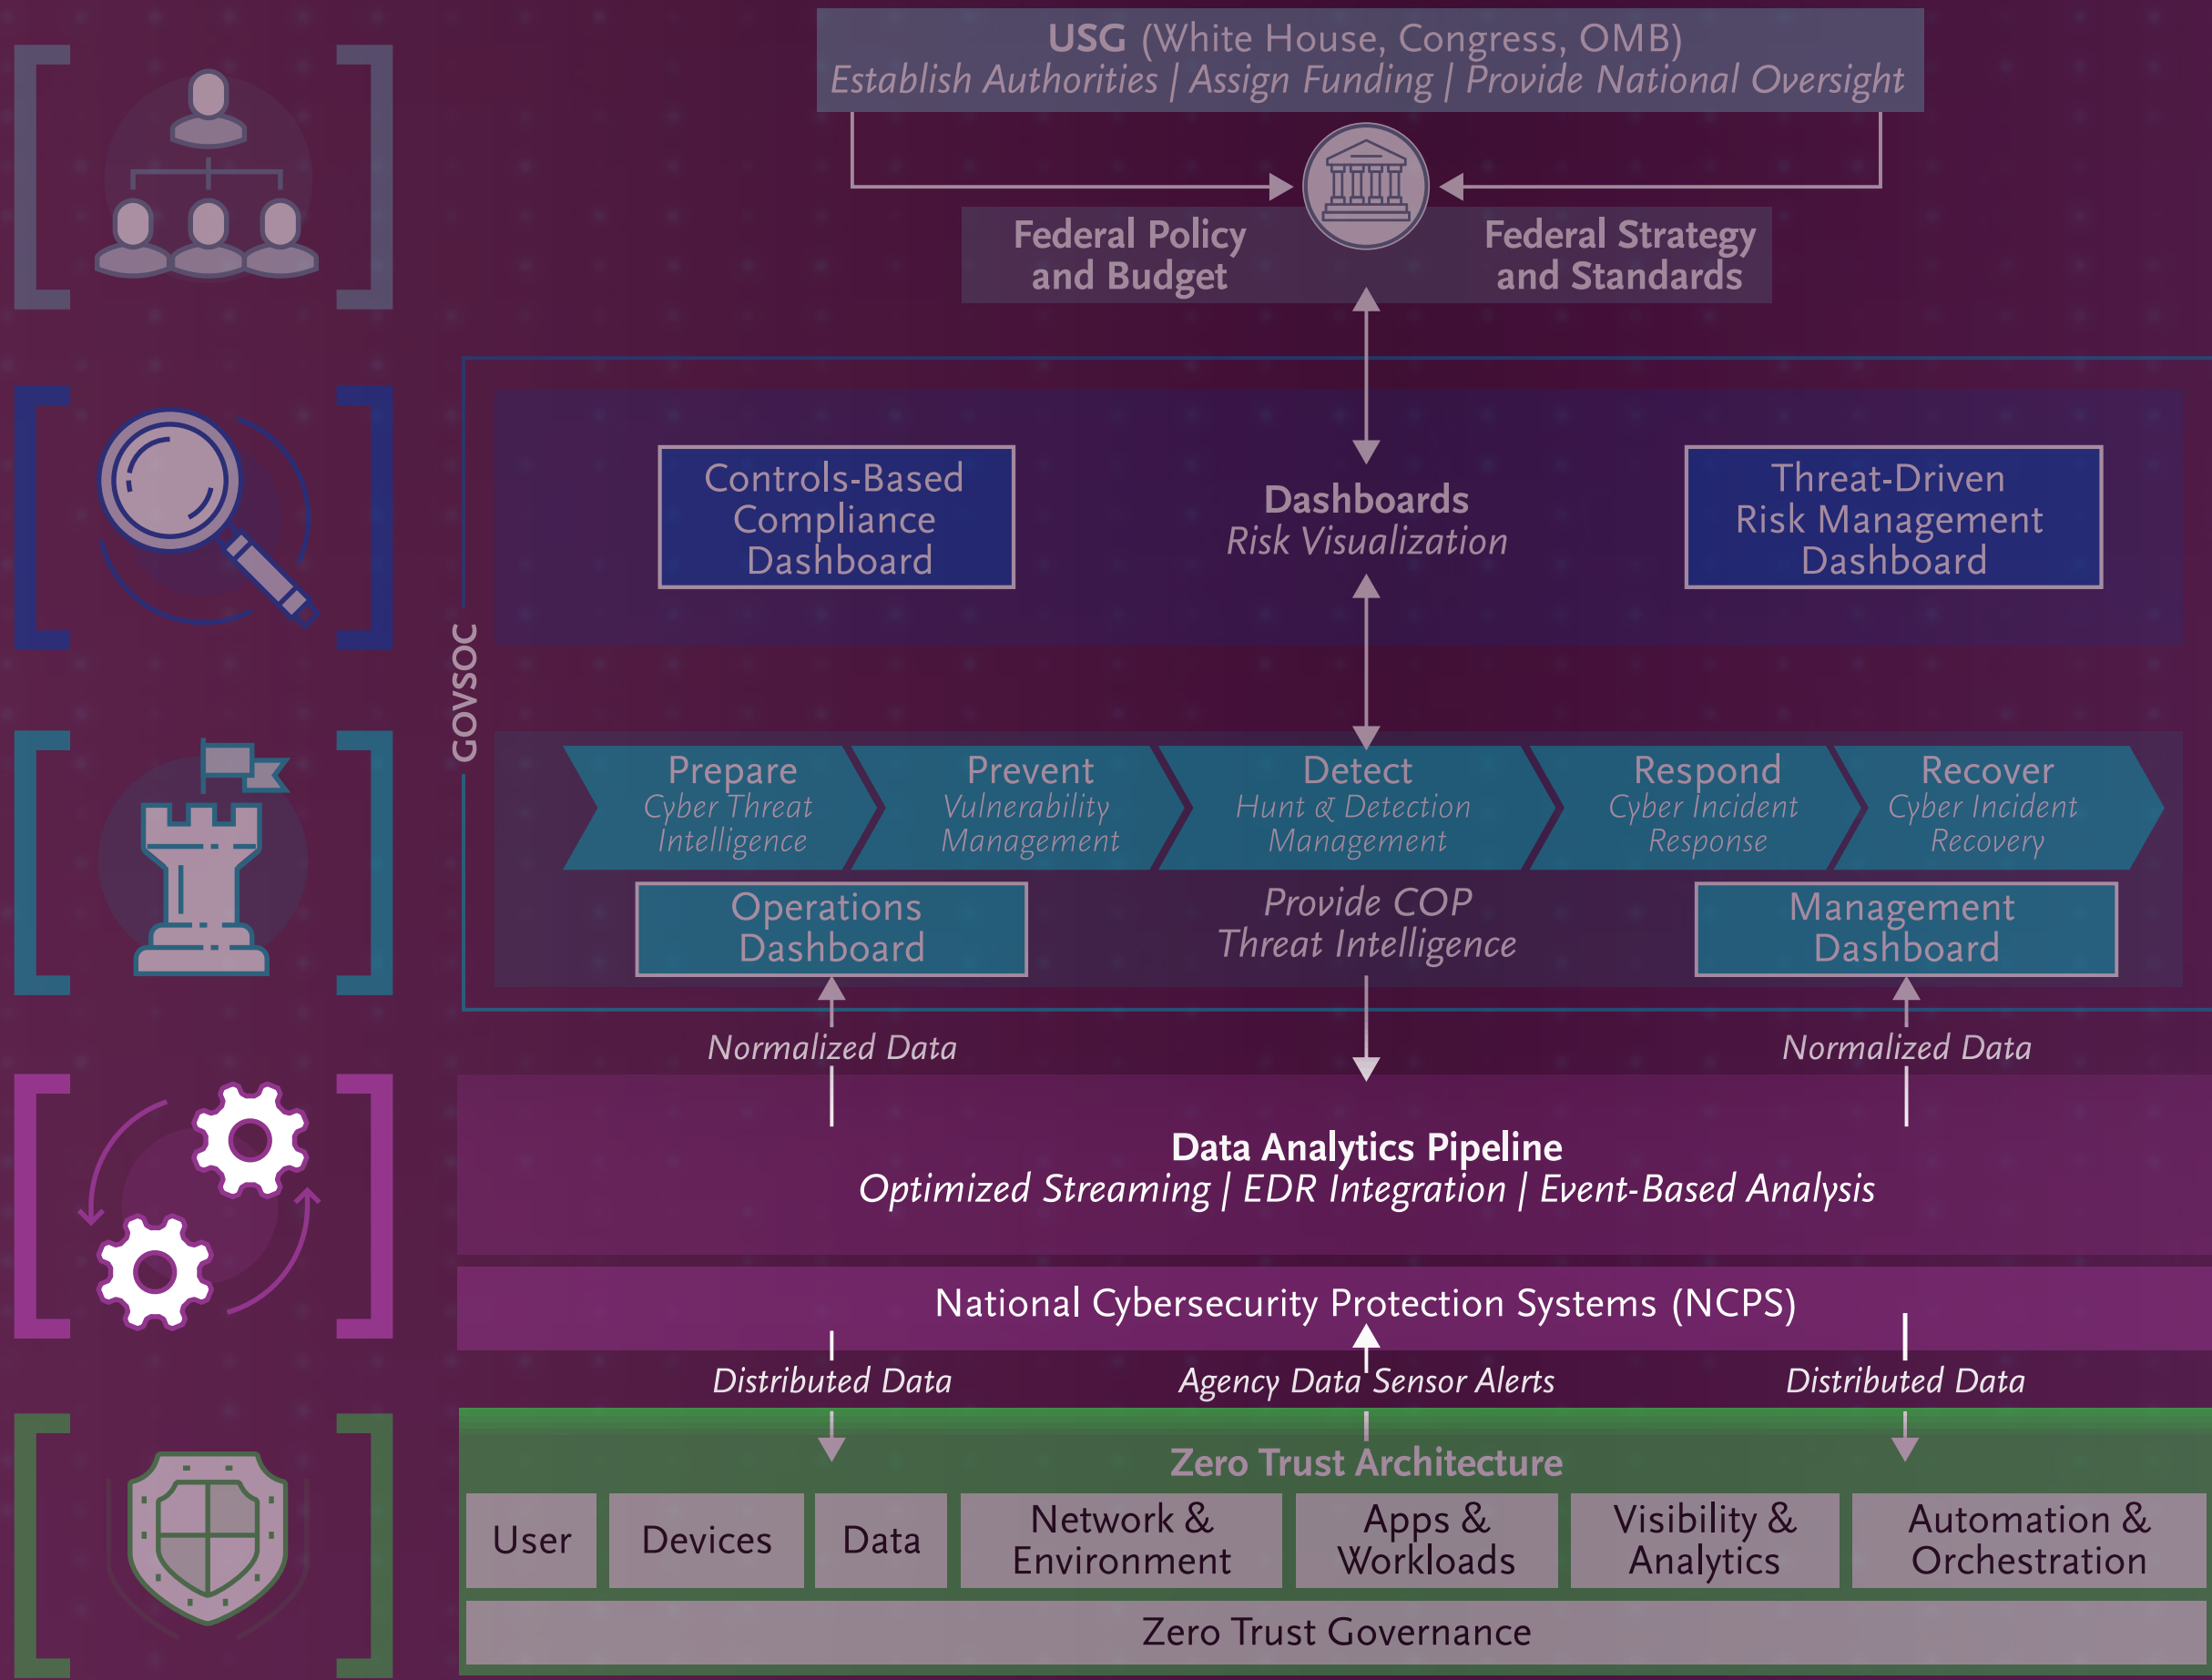 USG (White House, Congress, OMB)
Establish Authorities | Assign Funding | Provide National Oversight
Federal Policy
and Budget
Federal Strategy
and Standards
GOVSOC
Controls-Based
Compliance
Dashboard
Dashboards
Risk Visualization
Threat-Driven
Risk Management
Dashboard
Prepare
Cyber Threat
Intelligence
Prevent
Vulnerability
Management
Detect
Hunt & Detection
Management
Respond
Cyber Incident
Response
Recover
Cyber Incident
Recovery
Operations
Dashboard
Provide COP
Threat Intelligence
Management
Dashboard
Normalized Data
Normalized Data
Data Analytics Pipeline
Optimized Streaming | EDR Integration | Event-Based Analysis
National Cybersecurity Protection Systems (NCPS)
Distributed Data
Agency Data Sensor Alerts
Distributed Data
Zero Trust Architecture
User
Devices
Data
Network &
Environment
Apps &
Workloads
Visibility &
Analytics
Automation &
Orchestration
Zero Trust Governance